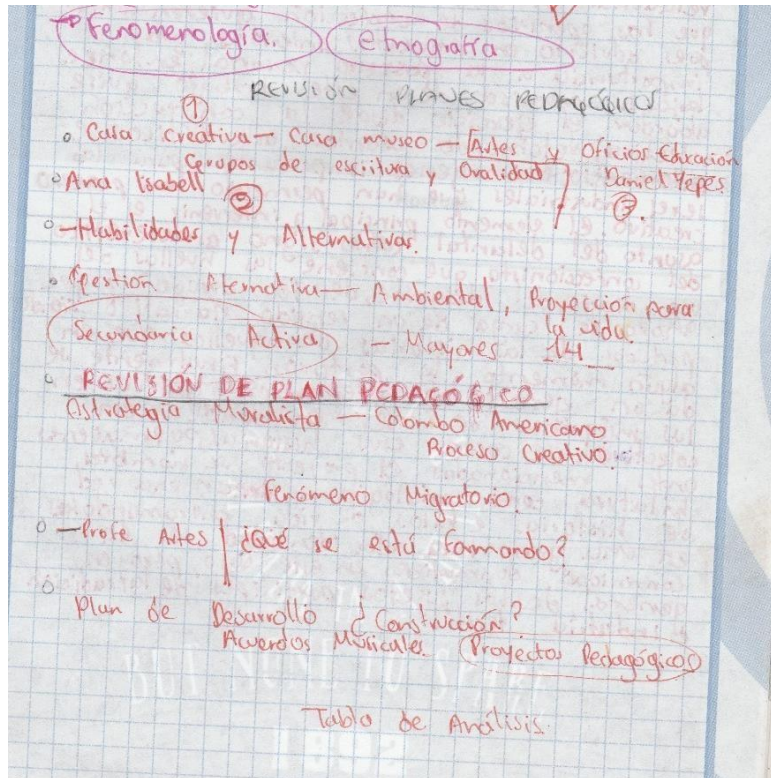 → Fenomenología. etnografía
REVISIÓN PLANES PEDAGÓGICOS
①
o Casa Creativa — Casa museo — Artes y Oficios Educación
Grupos de escritura y Oralidad Daniel Yepes.
o Ana Isabell ②
o — Habilidades y Alternativas.
o Gestión Aternativa — Ambiental, Proyección para
la vida.
Secundaria Activa — Mayores 14
REVISIÓN DE PLAN PEDAGÓGICO
Estrategia Muralista — Colombo Americano
Proceso Creativo.
Fenómeno Migratorio.
o — Profe Artes | ¿Qué se está formando?
o
Plan de Desarrollo ¿Construcción?
Acuerdos Musicales. Proyectos Pedagógicos
Tabla de Análisis.